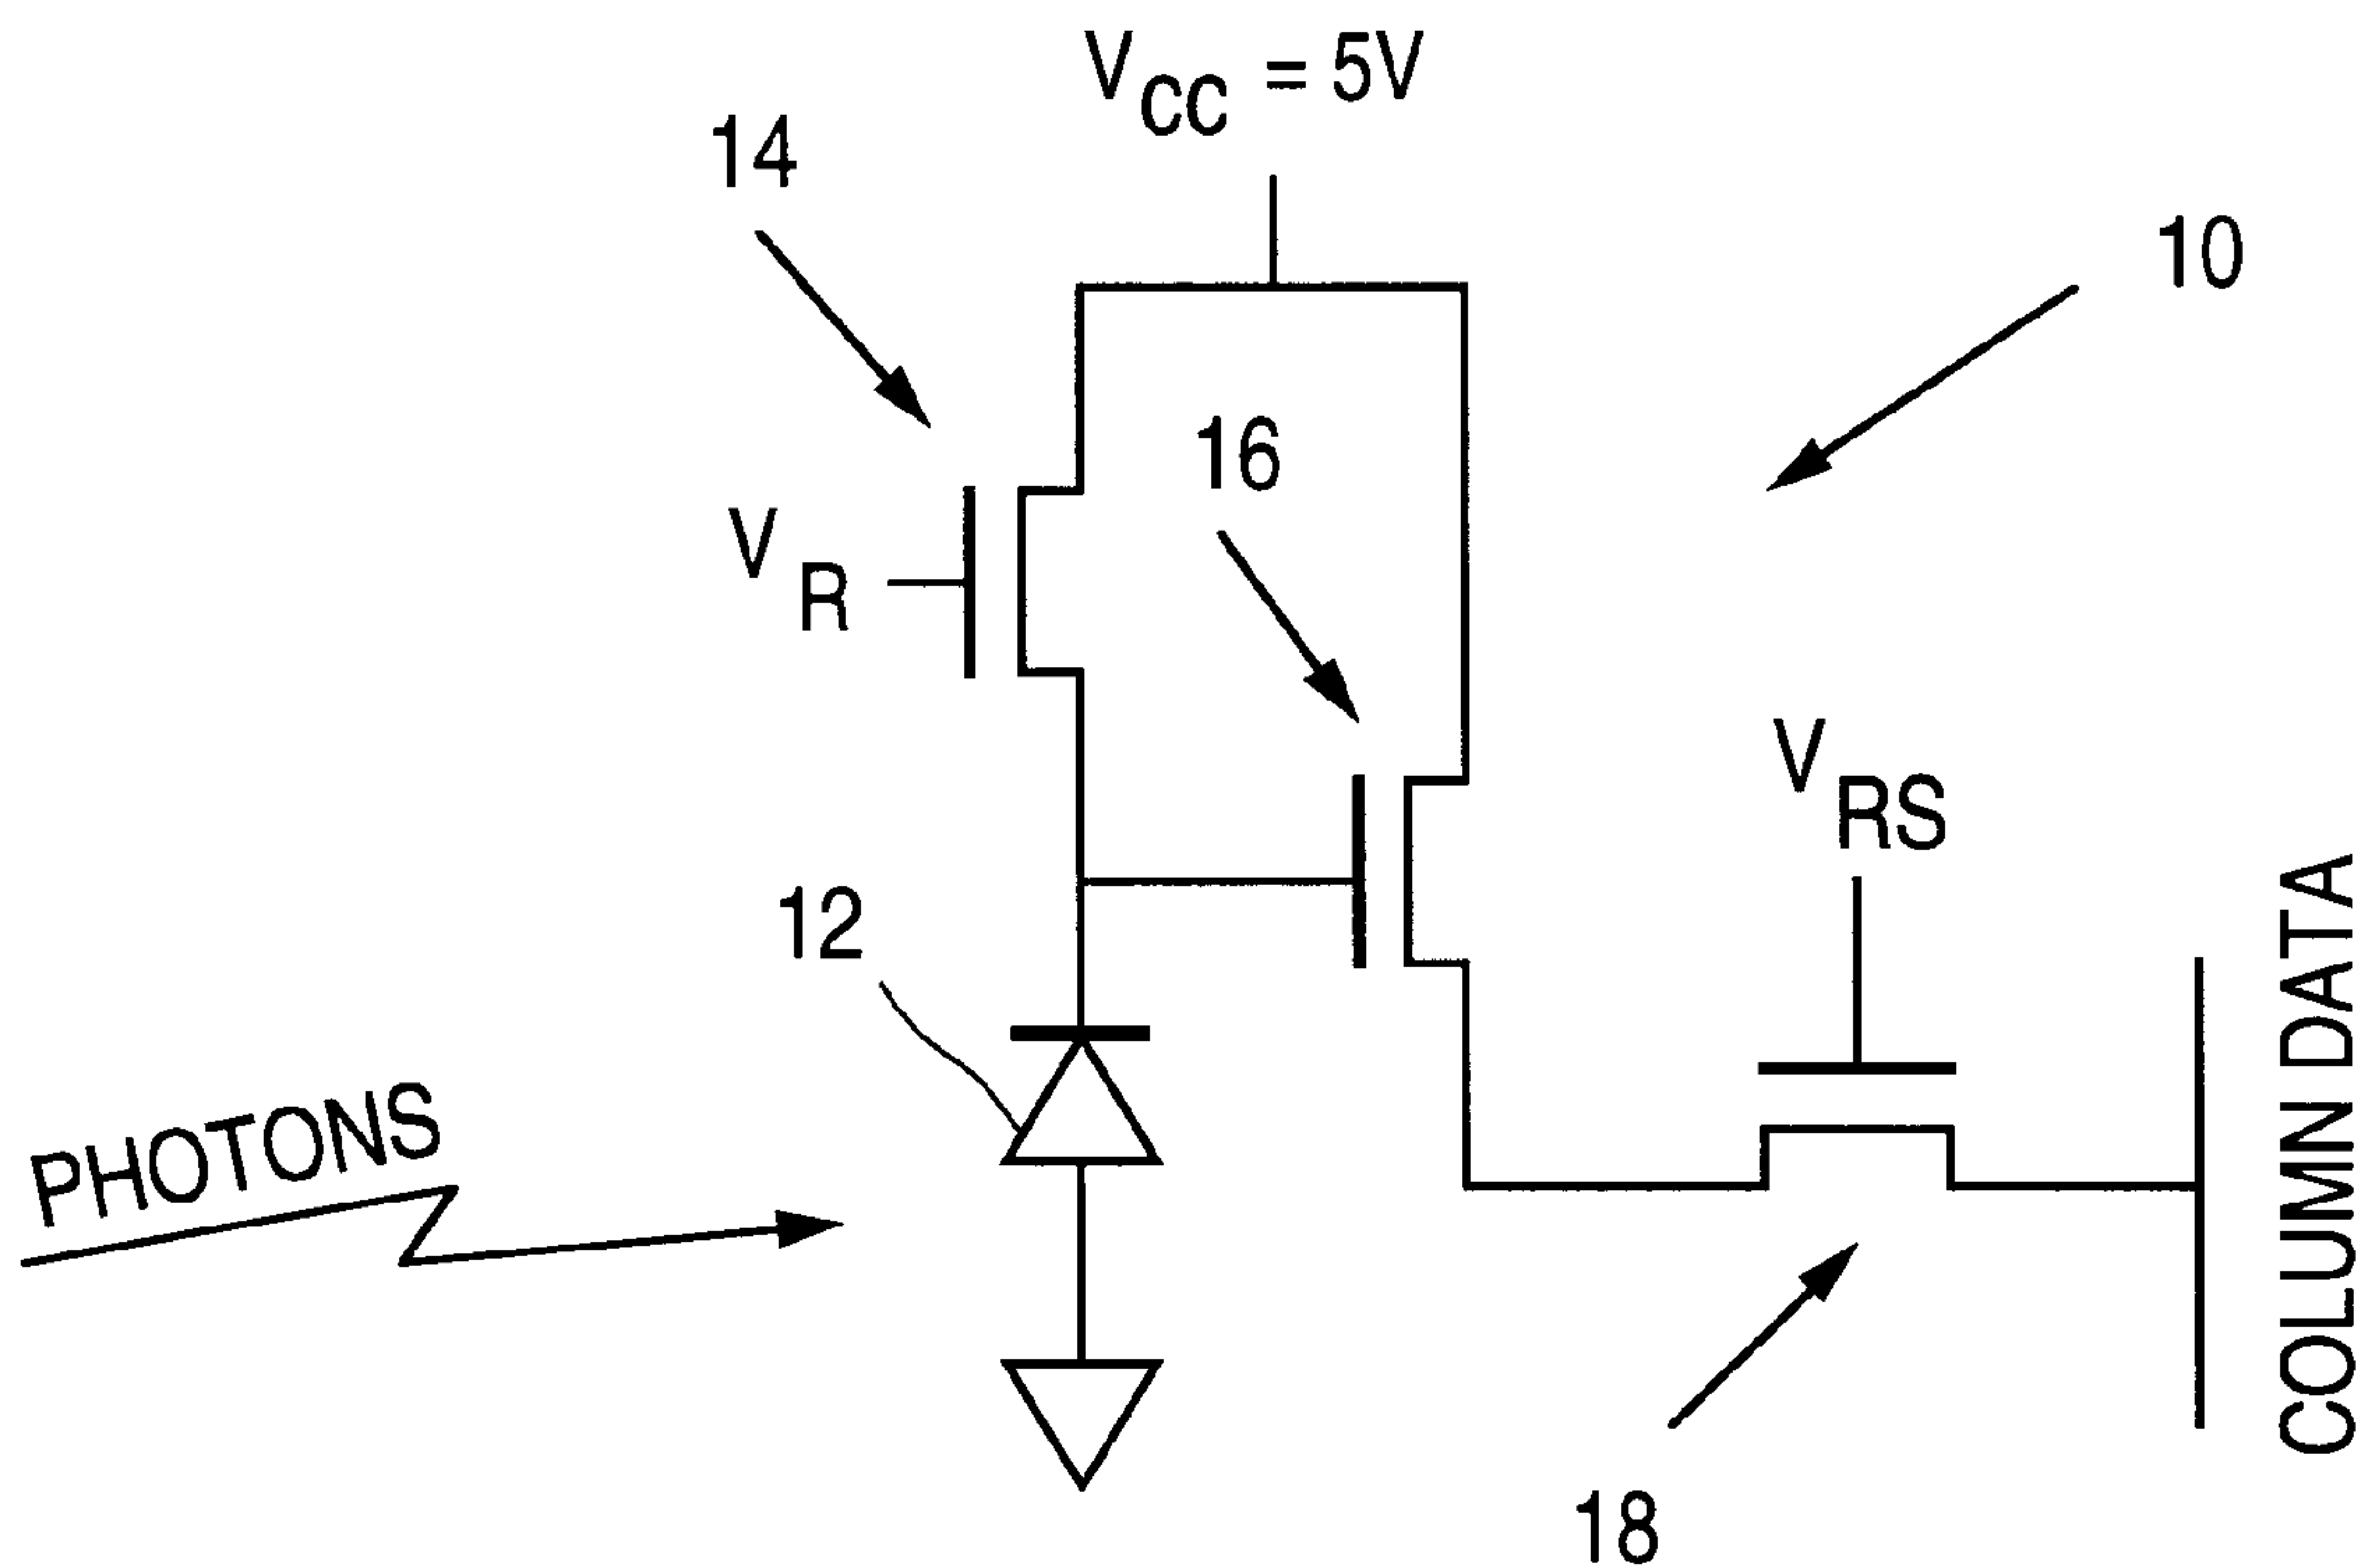 V_CC = 5V
14
10
16
V_R
V_RS
12
PHOTONS
COLUMN DATA
18